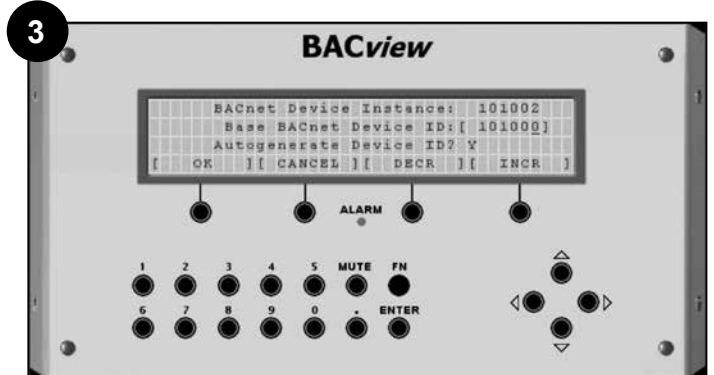 3
BACview
BACnet Device Instance: 101002
Base BACnet Device ID:[ 101000]
Autogenerate Device ID? Y
[ OK ][ CANCEL ][ DECR ][ INCR ]
ALARM
1 2 3 4 5 MUTE FN
6 7 8 9 0 . ENTER